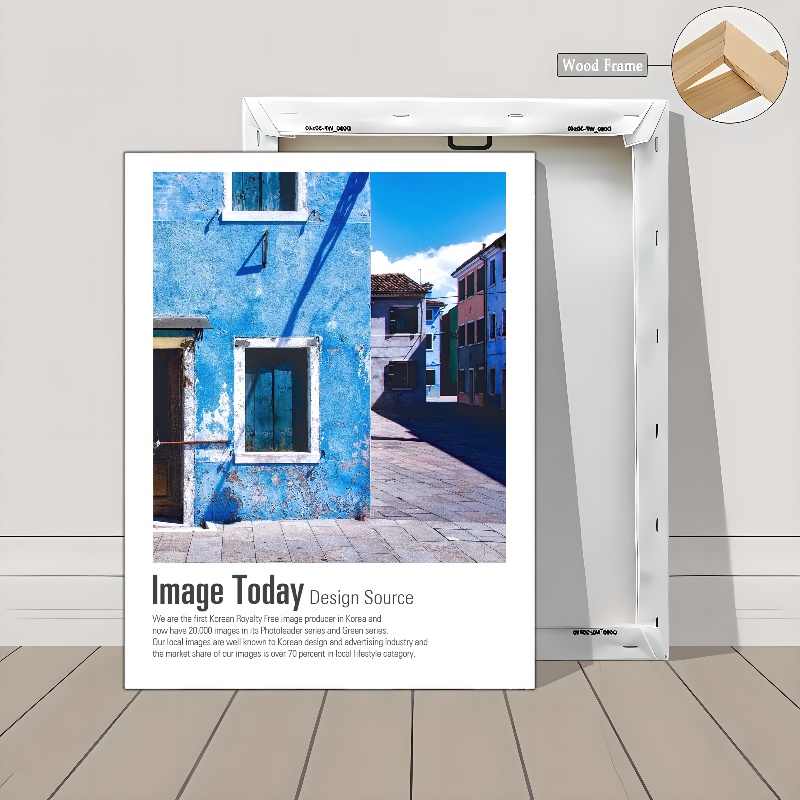 Wood Frame
Image Today Design Source
We are the first Korean Royalty Free image producer in Korea and
now have 20,000 images in its Photoleader series and Green series.
Our local images are well known to Korean design and advertising industry and
the market share of our images is over 70 percent in local lifestyle category.